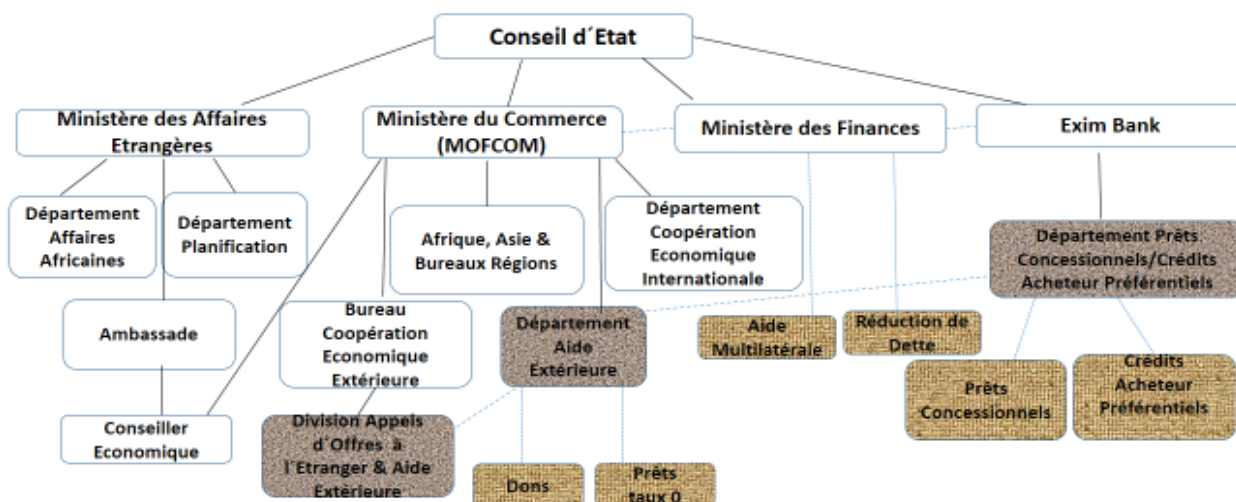 Conseil d´Etat
Ministère des Affaires
Etrangères
Ministère du Commerce
(MOFCOM)
Ministère des Finances
Exim Bank
Département
Affaires
Africaines
Département
Planification
Afrique, Asie &
Bureaux Régions
Département
Coopération
Economique
Internationale
Département Prêts
Concessionnels/Crédits
Acheteur Préférentiels
Ambassade
Bureau
Coopération
Economique
Extérieure
Département
Aide
Extérieure
Aide
Multilatérale
Réduction de
Dette
Prêts
Concessionnels
Crédits
Acheteur
Préférentiels
Conseiller
Economique
Division Appels
d´Offres à
l´Etranger & Aide
Extérieure
Dons
Prêts
taux 0